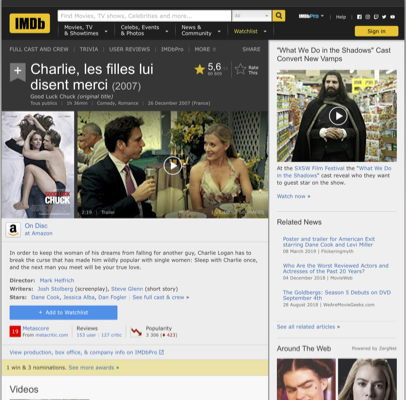 IMDb
Find Movies, TV shows, Celebrities and more...
All
IMDbPro
Help
Movies, TV
& Showtimes
Celebs, Events
& Photos
News &
Community
Watchlist
Sign in
FULL CAST AND CREW | TRIVIA | USER REVIEWS | IMDbPro | MORE
SHARE
Charlie, les filles lui
disent merci (2007)
Good Luck Chuck (original title)
Tous publics | 1h 36min | Comedy, Romance | 26 December 2007 (France)
5,6
Rate
This
GOOD LUCK
CHUCK
2:19 | Trailer
On Disc
at Amazon
In order to keep the woman of his dreams from falling for another guy, Charlie Logan has to
break the curse that has made him wildly popular with single women: Sleep with Charlie once,
and the next man you meet will be your true love.
Director: Mark Helfrich
Writers: Josh Stolberg (screenplay), Steve Glenn (short story)
Stars: Dane Cook, Jessica Alba, Dan Fogler | See full cast & crew »
+ Add to Watchlist
19
Metascore
From metacritic.com
Reviews
153 user | 127 critic
Popularity
3 306 (423)
View production, box office, & company info on IMDbPro
1 win & 3 nominations. See more awards »
Videos
"What We Do in the Shadows" Cast
Convert New Vamps
At the SXSW Film Festival the "What We Do
in the Shadows" cast reveal who they want
to guest star on the show.
Watch now »
Related News
Poster and trailer for American Exit
starring Dane Cook and Levi Miller
08 March 2019 | Flickeringmyth
Who Are the Worst Reviewed Actors and
Actresses of the Past 20 Years?
04 December 2018 | MovieWeb
The Goldbergs: Season 5 Debuts on DVD
September 4th
28 August 2018 | WeAreMovieGeeks.com
See all related articles »
Around The Web | Powered by ZergNet